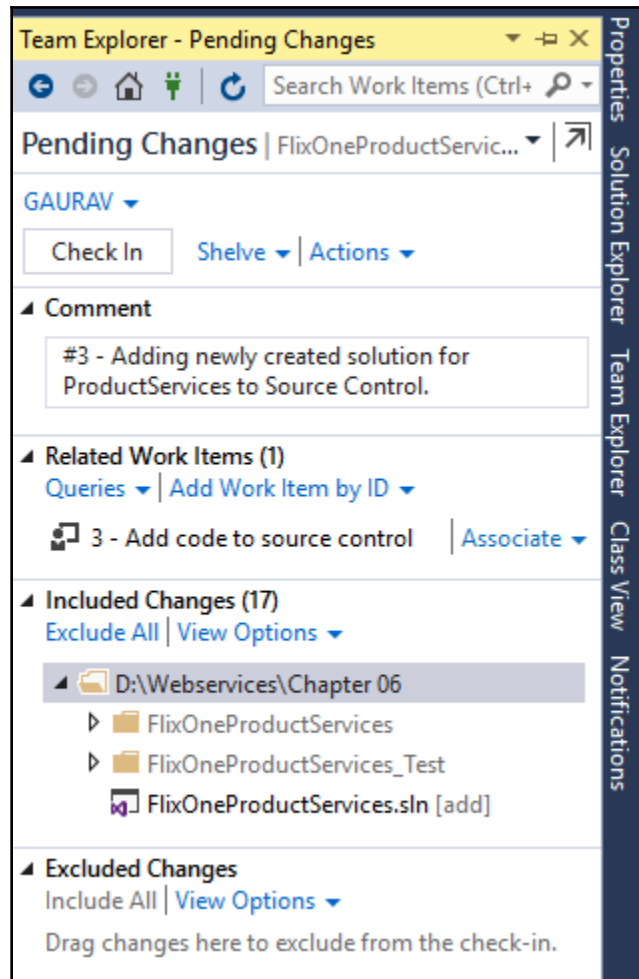 Team Explorer - Pending Changes
Search Work Items (Ctrl+
Pending Changes | FlixOneProductServic...
GAURAV
Check In Shelve | Actions
Comment
#3 - Adding newly created solution for
ProductServices to Source Control.
Related Work Items (1)
Queries | Add Work Item by ID
3 - Add code to source control | Associate
Included Changes (17)
Exclude All | View Options
D:\Webservices\Chapter 06
FlixOneProductServices
FlixOneProductServices_Test
FlixOneProductServices.sln [add]
Excluded Changes
Include All | View Options
Drag changes here to exclude from the check-in.
Properties
Solution Explorer
Team Explorer
Class View
Notifications